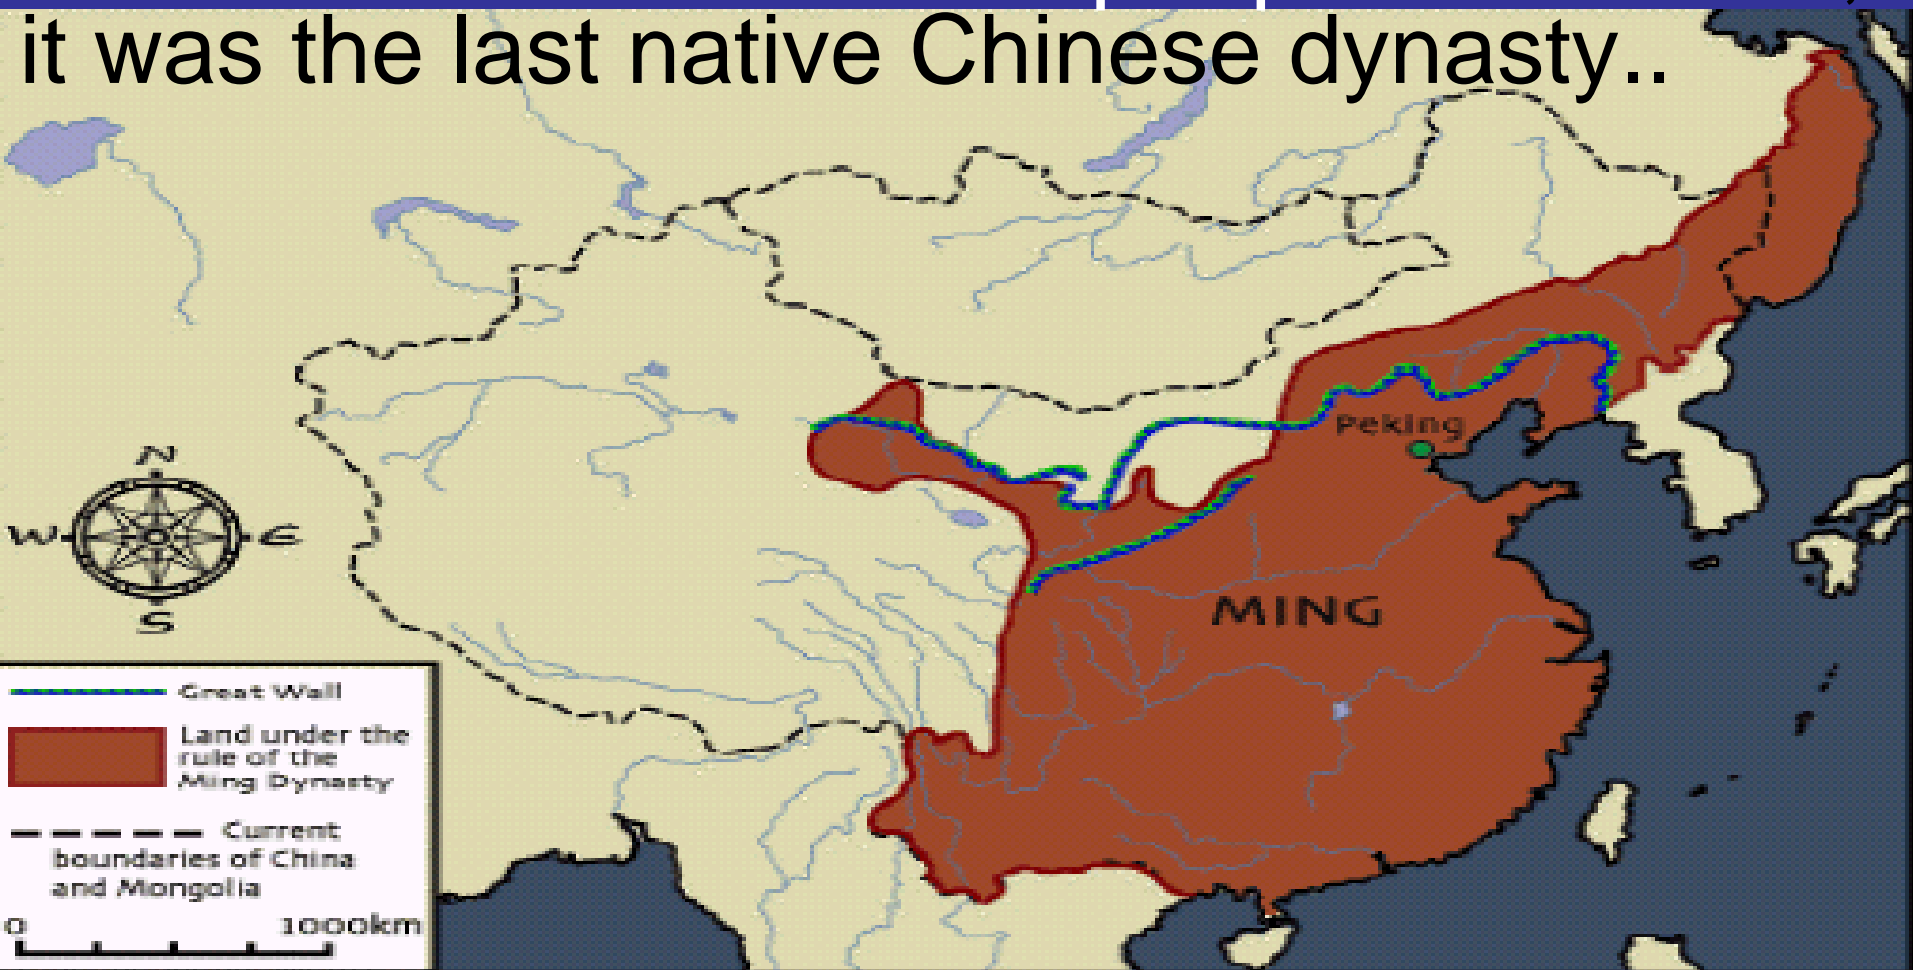 it was the last native Chinese dynasty..
Peking
MING
N
W
E
S
Great Wall
Land under the
rule of the
Ming Dynasty
Current
boundaries of China
and Mongolia
0 1000km